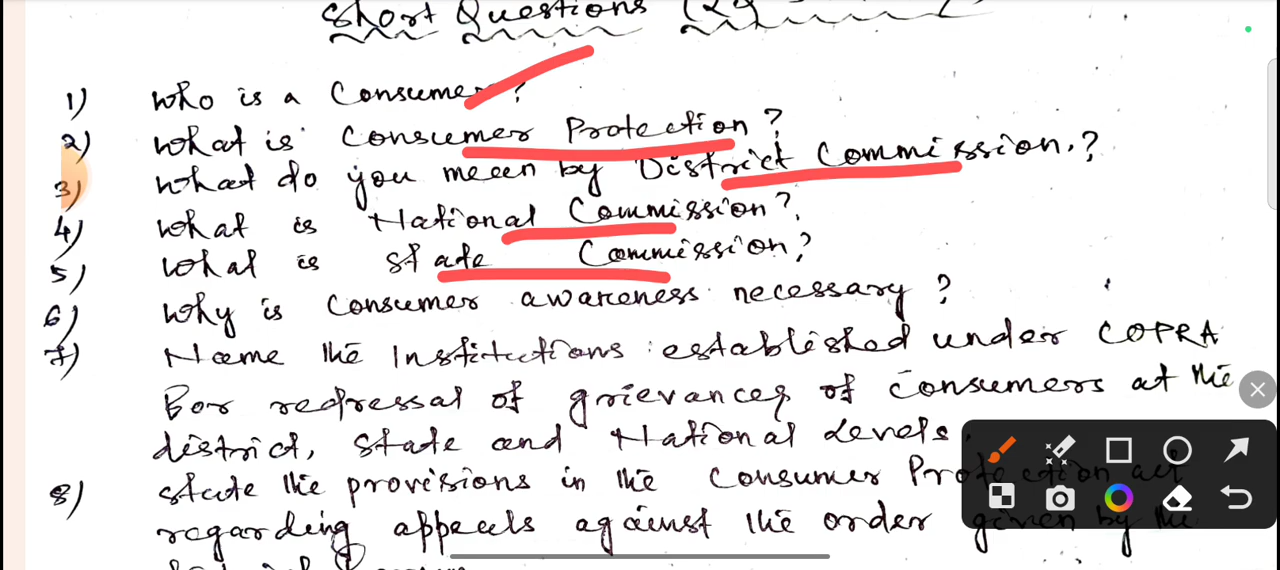 Short Questions (2
1) Who is a Consumer?
2) What is Consumer Protection?
3) What do you mean by District Commission.?
4) What is National Commission?
5) What is state Commission?
6) Why is Consumer awareness necessary?
7) Name the Institutions established under COPRA
For redressal of grievances of consumers at the
district, state and National Levels.
8) state the provisions in the Consumer Protection act
regarding appeals against the order given by the